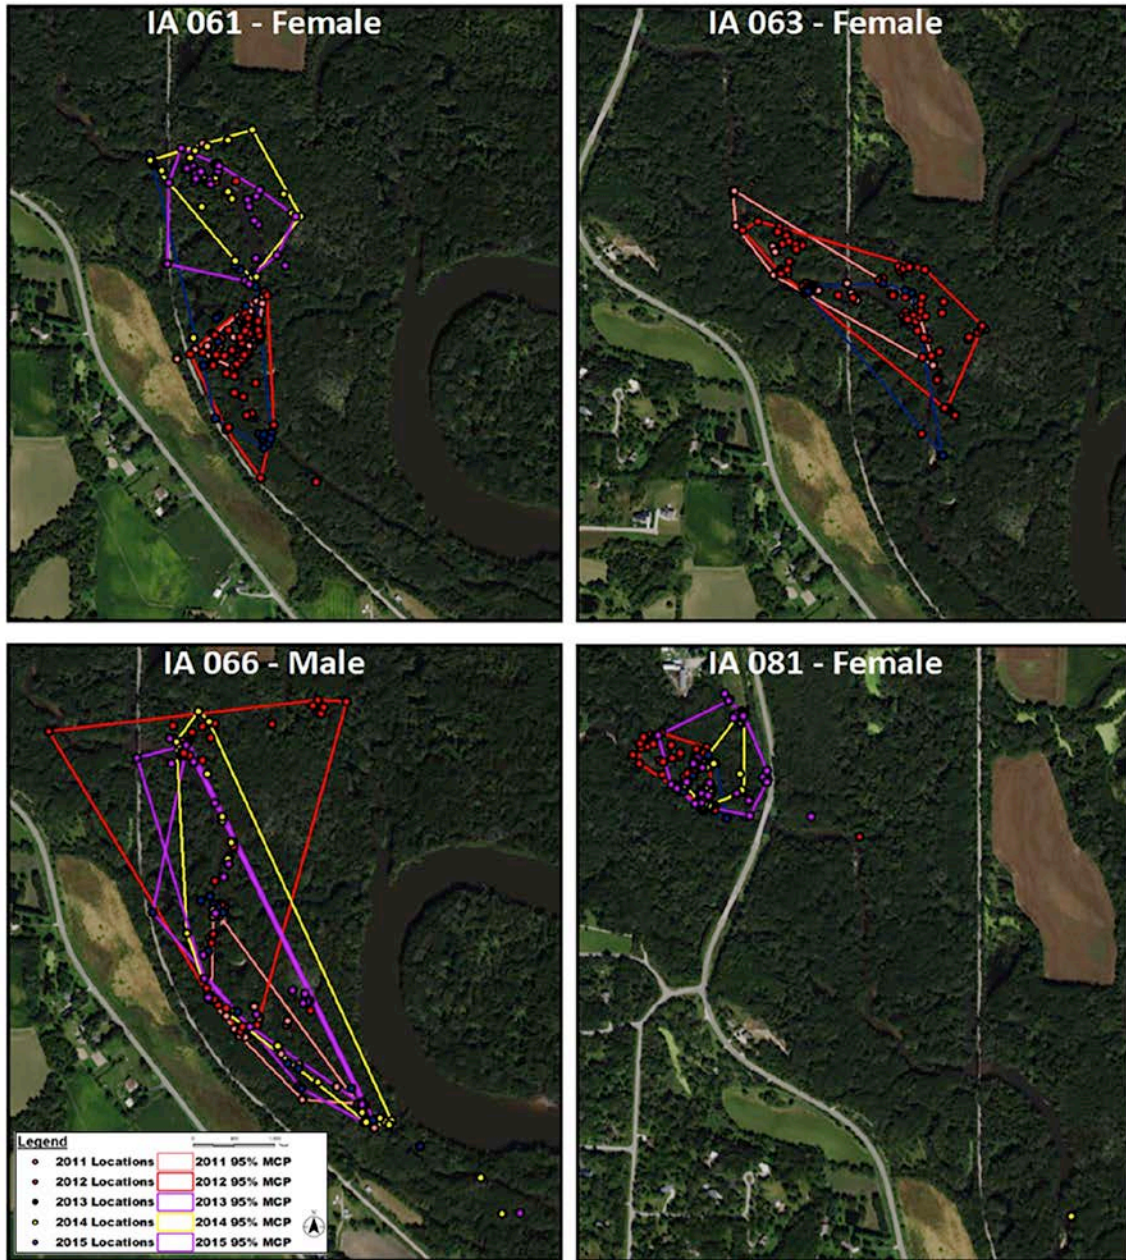 IA 061 - Female
IA 063 - Female
IA 066 - Male
IA 081 - Female
Legend
2011 Locations 2011 95% MCP
2012 Locations 2012 95% MCP
2013 Locations 2013 95% MCP
2014 Locations 2014 95% MCP
2015 Locations 2015 95% MCP